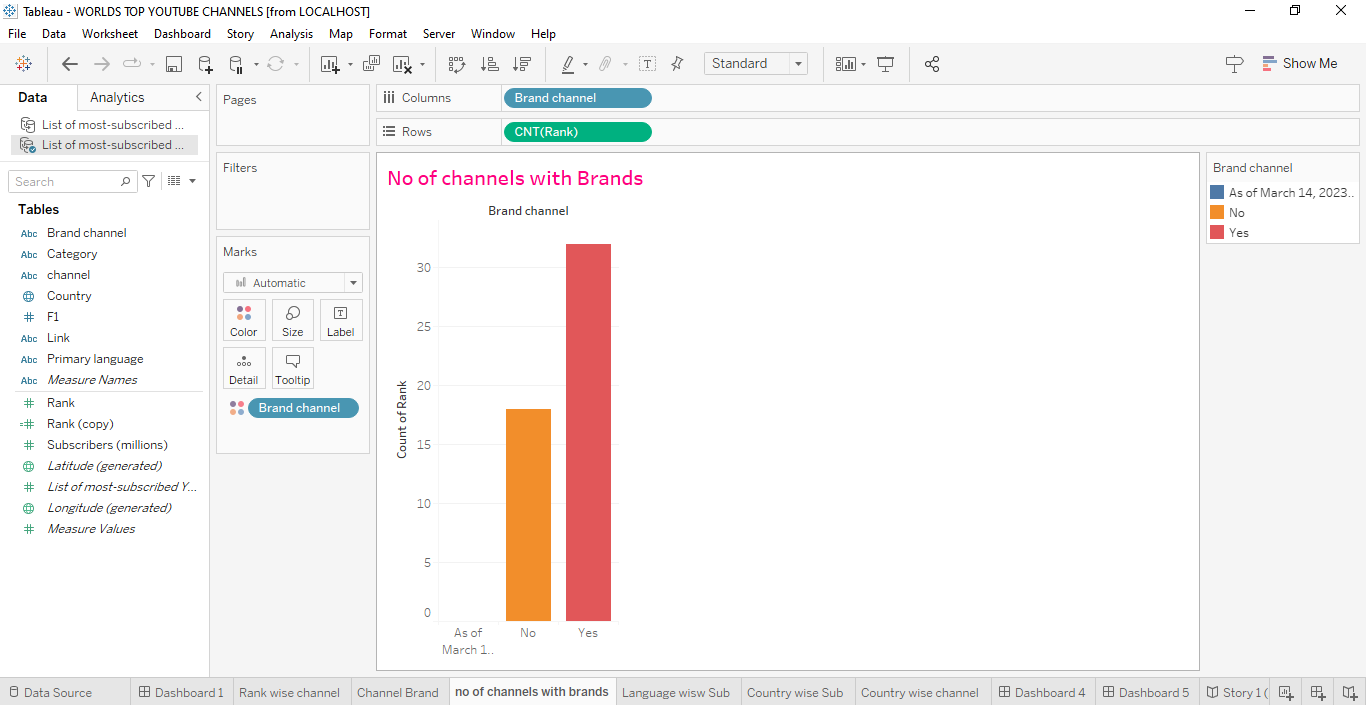 Tableau - WORLDS TOP YOUTUBE CHANNELS [from LOCALHOST]
File Data Worksheet Dashboard Story Analysis Map Format Server Window Help
Standard
Show Me
Data Analytics
List of most-subscribed ...
List of most-subscribed ...
Search
Tables
Abc Brand channel
Abc Category
Abc channel
Country
# F1
Abc Link
Abc Primary language
Abc Measure Names
# Rank
=# Rank (copy)
# Subscribers (millions)
Latitude (generated)
# List of most-subscribed Y...
Longitude (generated)
# Measure Values
Pages
Filters
Marks
Automatic
Color Size T Label
Detail Tooltip
Brand channel
Columns Brand channel
Rows CNT(Rank)
No of channels with Brands
Brand channel
Count of Rank
30
25
20
15
10
5
0
As of March 1.. No Yes
Brand channel
As of March 14, 2023..
No
Yes
Data Source Dashboard 1 Rank wise channel Channel Brand no of channels with brands Language wisw Sub Country wise Sub Country wise channel Dashboard 4 Dashboard 5 Story 1 (